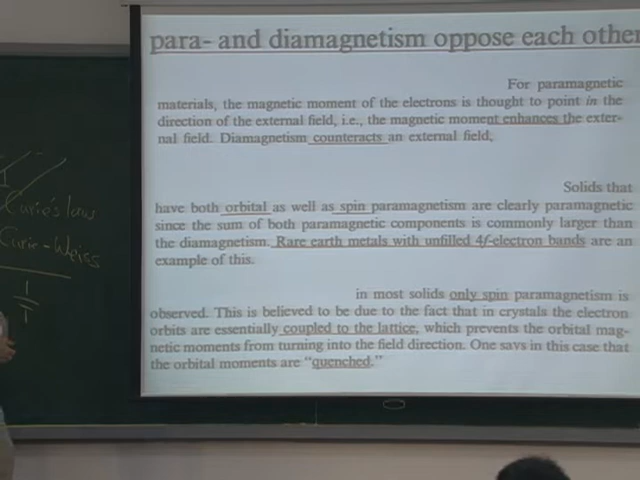 para- and diamagnetism oppose each other
For paramagnetic
materials, the magnetic moment of the electrons is thought to point in the
direction of the external field, i.e., the magnetic moment enhances the exter-
nal field. Diamagnetism counteracts an external field,
Solids that
have both orbital as well as spin paramagnetism are clearly paramagnetic
since the sum of both paramagnetic components is commonly larger than
the diamagnetism. Rare earth metals with unfilled 4f-electron bands are an
example of this.
in most solids only spin paramagnetism is
observed. This is believed to be due to the fact that in crystals the electron
orbits are essentially coupled to the lattice, which prevents the orbital mag-
netic moments from turning into the field direction. One says in this case that
the orbital moments are "quenched."
Curie's law
Curie-Weiss